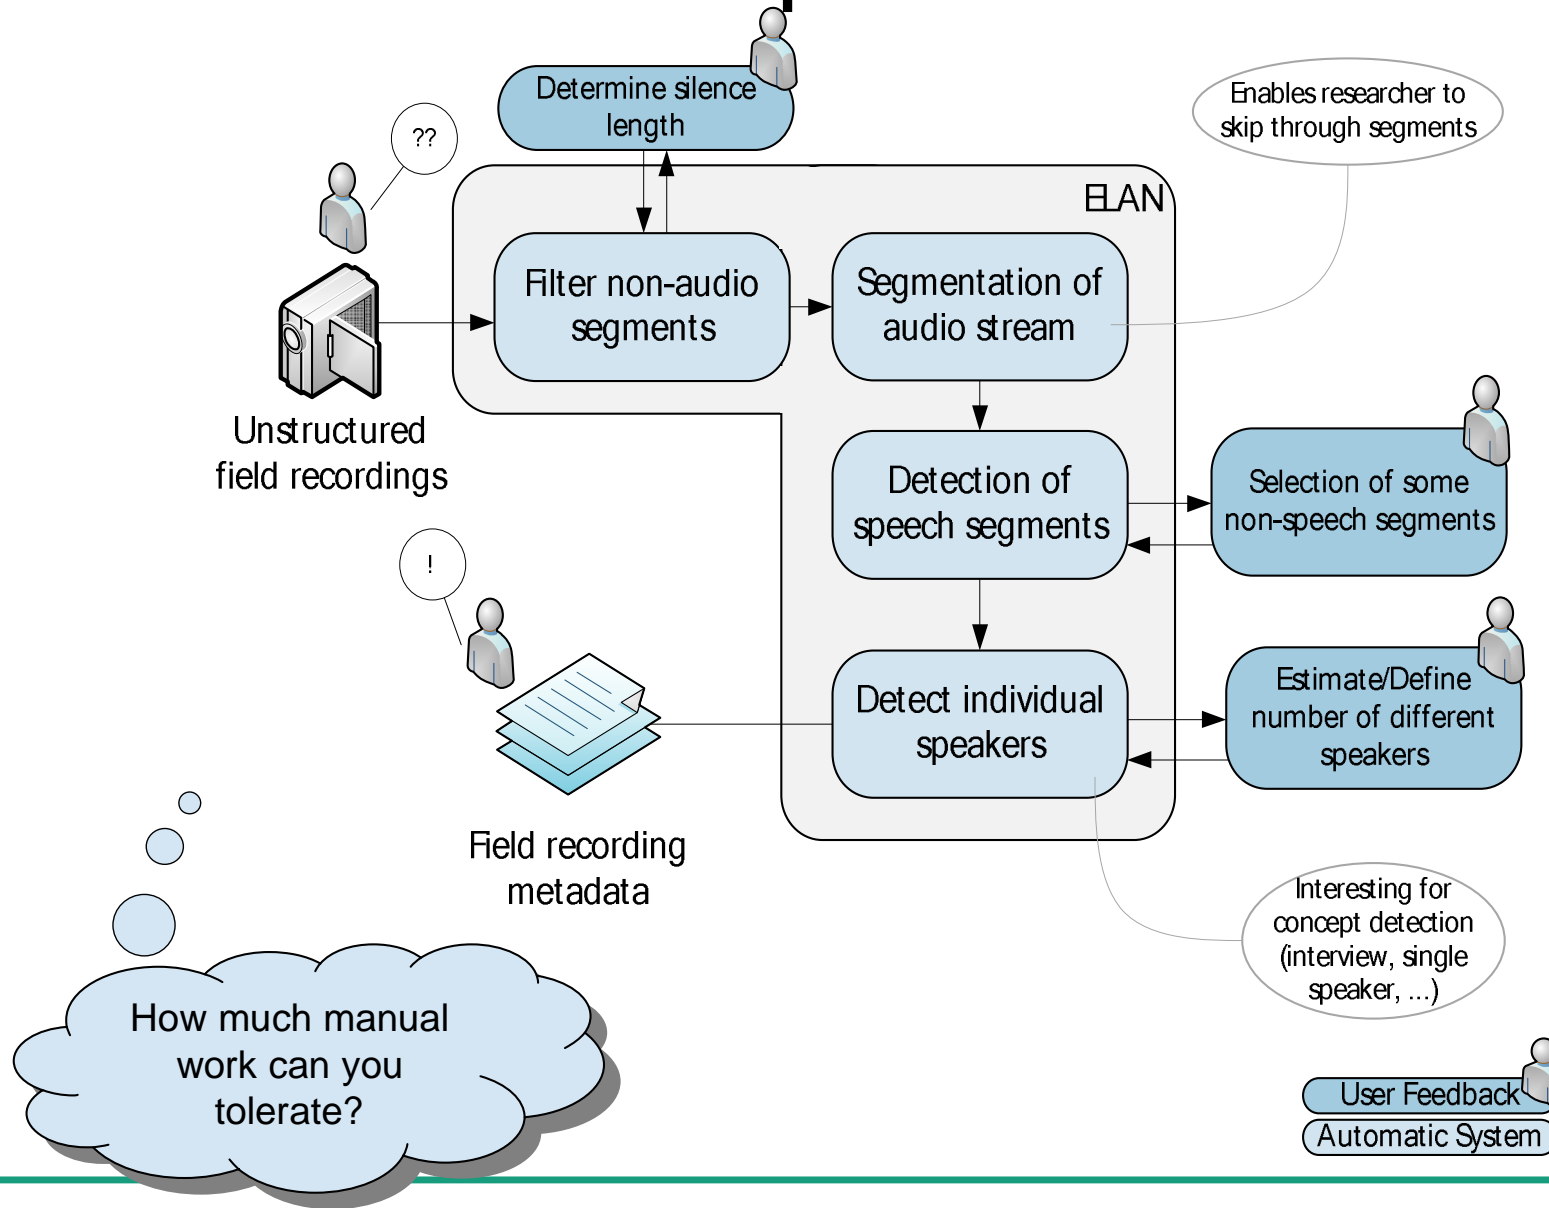 Determine silence
length
Enables researcher to
skip through segments
??
ELAN
Filter non-audio
segments
Segmentation of
audio stream
Unstructured
field recordings
Detection of
speech segments
Selection of some
non-speech segments
!
Detect individual
speakers
Estimate/Define
number of different
speakers
Field recording
metadata
Interesting for
concept detection
(interview, single
speaker, ...)
How much manual
work can you
tolerate?
User Feedback
Automatic System